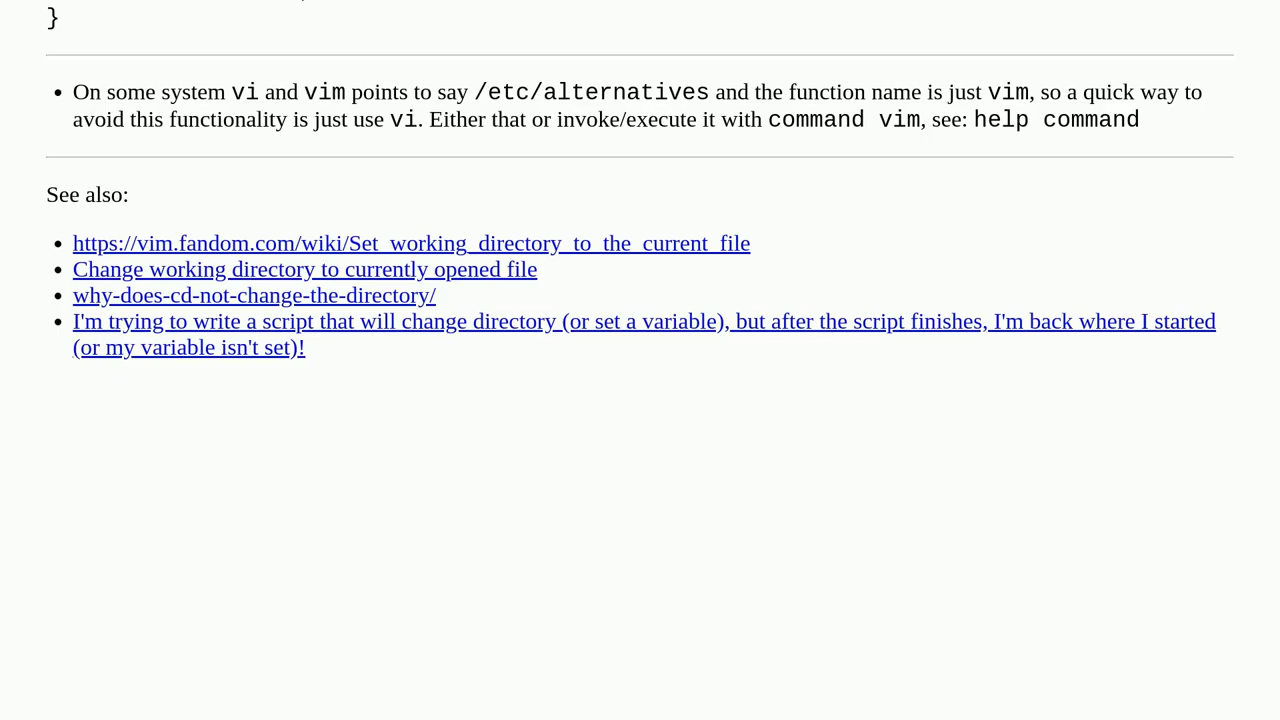 }
On some system vi and vim points to say /etc/alternatives and the function name is just vim, so a quick way to
avoid this functionality is just use vi. Either that or invoke/execute it with command vim, see: help command
See also:
https://vim.fandom.com/wiki/Set_working_directory_to_the_current_file
Change working directory to currently opened file
why-does-cd-not-change-the-directory/
I'm trying to write a script that will change directory (or set a variable), but after the script finishes, I'm back where I started
(or my variable isn't set)!